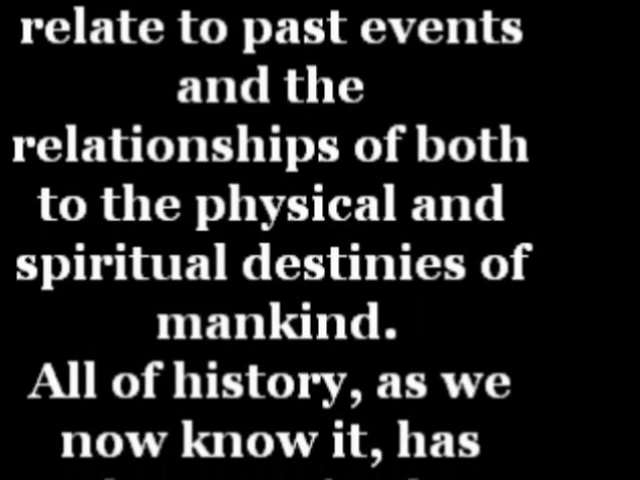 relate to past events
and the
relationships of both
to the physical and
spiritual destinies of
mankind.
All of history, as we
now know it, has